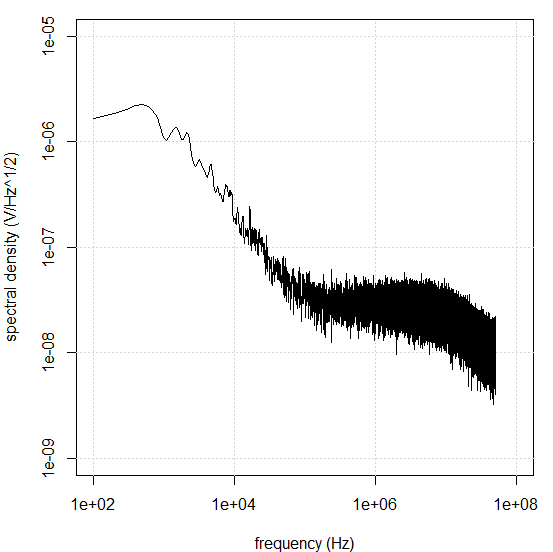 1e-05
1e-06
1e-07
1e-08
1e-09
spectral density (V/Hz^1/2)
1e+02 1e+04 1e+06 1e+08
frequency (Hz)